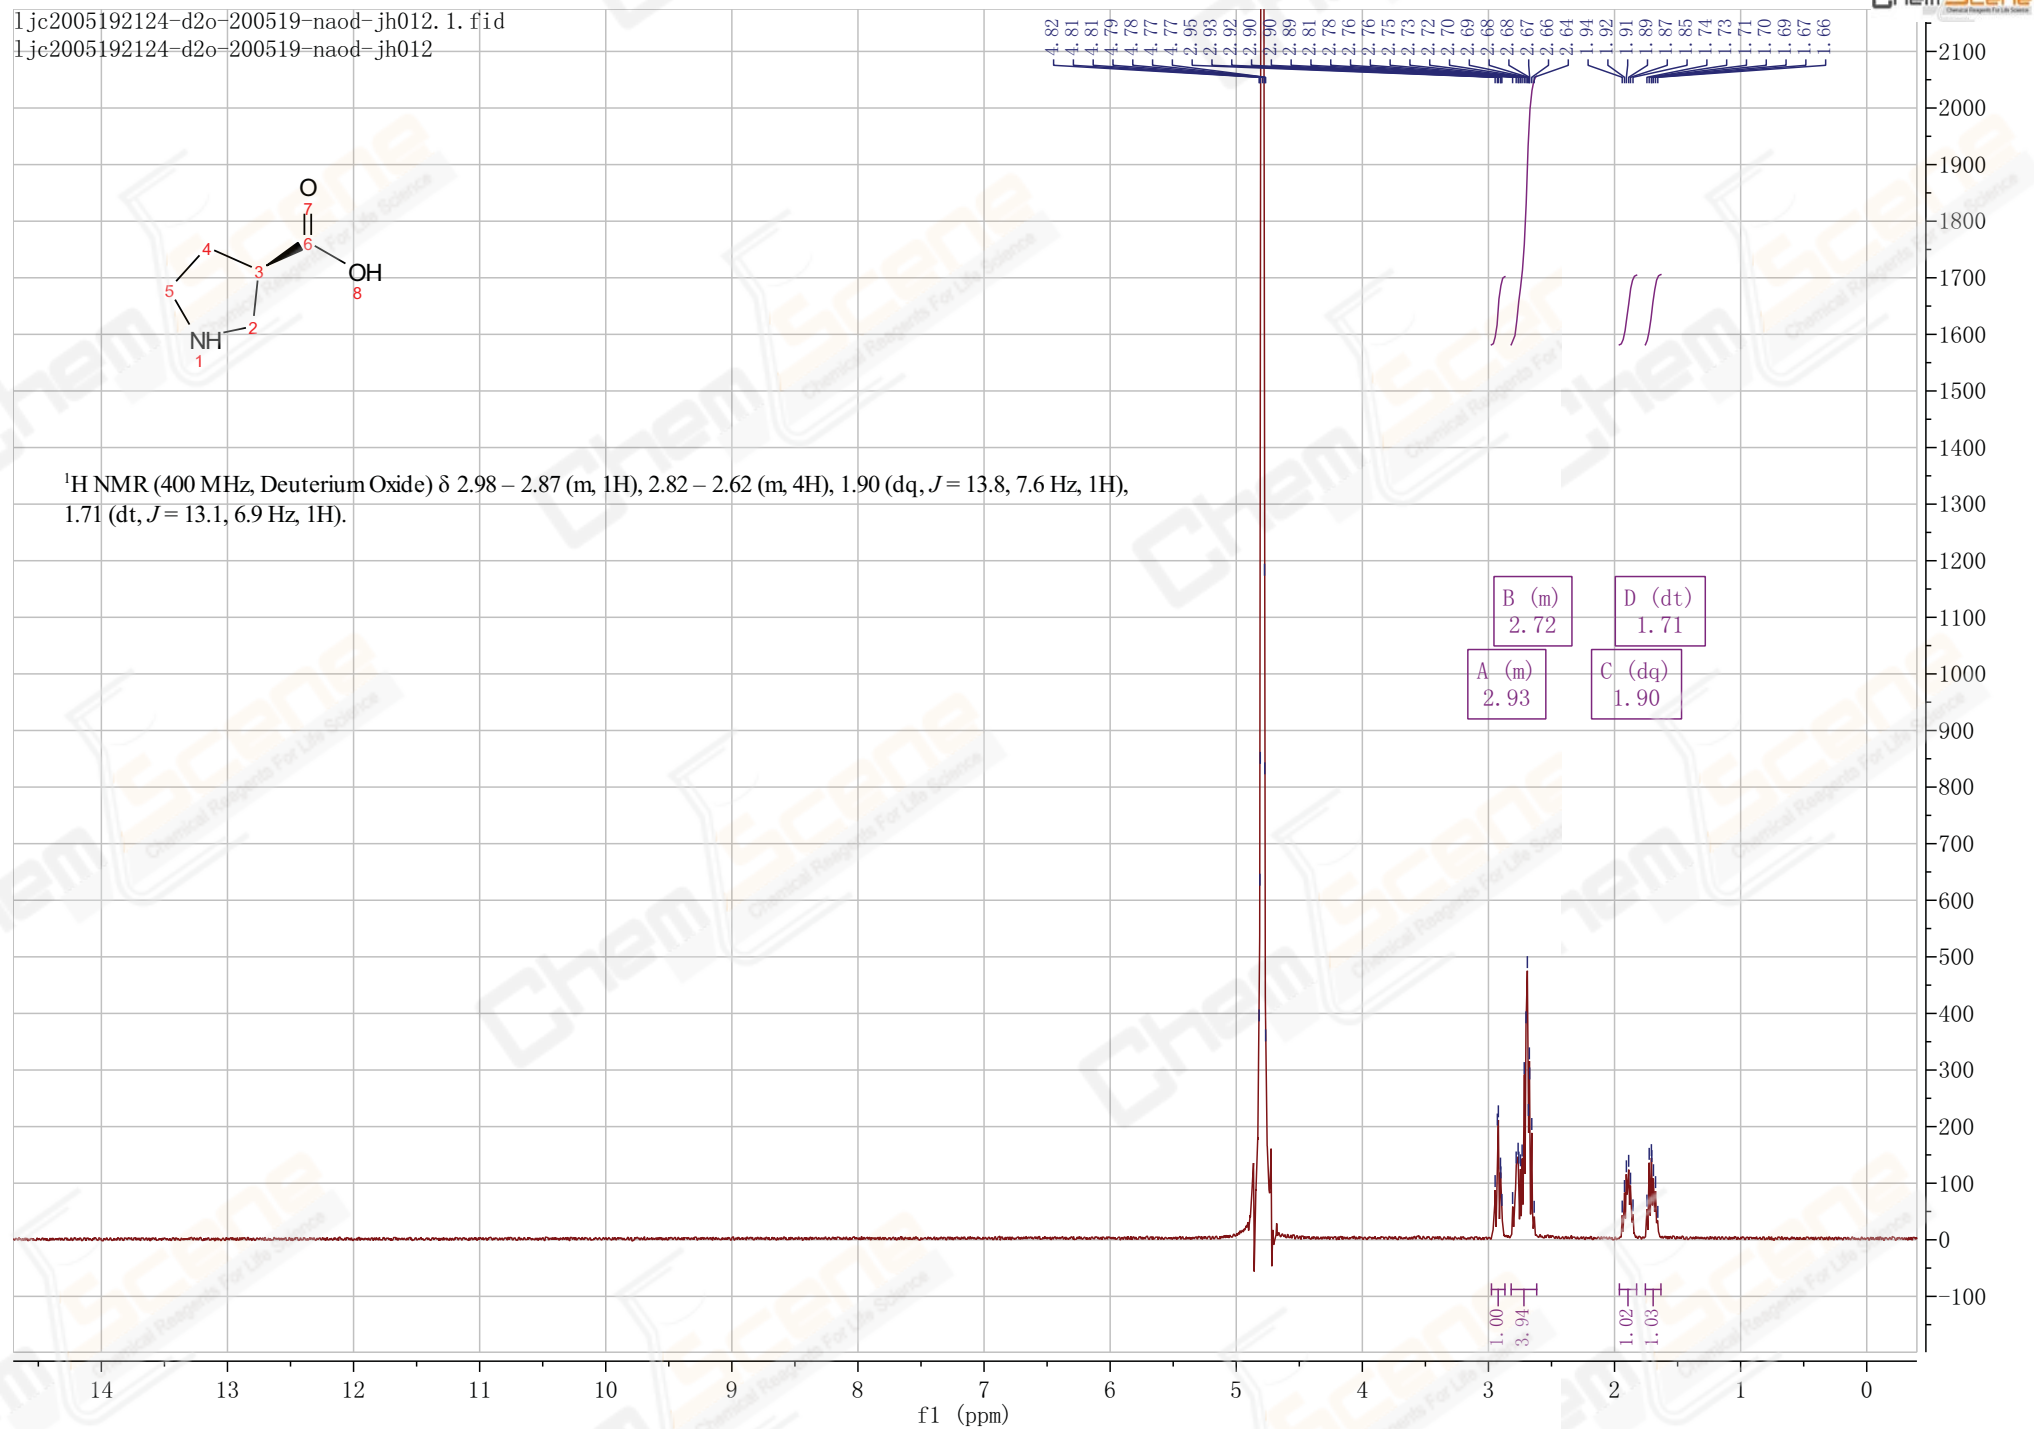 ljc2005192124-d2o-200519-naod-jh012.1.fid
ljc2005192124-d2o-200519-naod-jh012
ChemScene
Chemical Reagents For Life Science
4.82 4.81 4.81 4.79 4.78 4.77 4.77 2.95 2.93 2.92 2.90 2.90 2.89 2.81 2.78 2.76 2.76 2.75 2.73 2.72 2.70 2.69 2.68 2.68 2.67 2.66 2.64 1.94 1.92 1.91 1.89 1.87 1.85 1.74 1.73 1.71 1.70 1.69 1.67 1.66
O
7
4
6
3
OH
8
5
2
NH
1
¹H NMR (400 MHz, Deuterium Oxide) δ 2.98 – 2.87 (m, 1H), 2.82 – 2.62 (m, 4H), 1.90 (dq, J = 13.8, 7.6 Hz, 1H),
1.71 (dt, J = 13.1, 6.9 Hz, 1H).
B (m)
2.72
D (dt)
1.71
A (m)
2.93
C (dq)
1.90
2100
2000
1900
1800
1700
1600
1500
1400
1300
1200
1100
1000
900
800
700
600
500
400
300
200
100
0
-100
1.00
3.94
1.02
1.03
14 13 12 11 10 9 8 7 6 5 4 3 2 1 0
f1 (ppm)